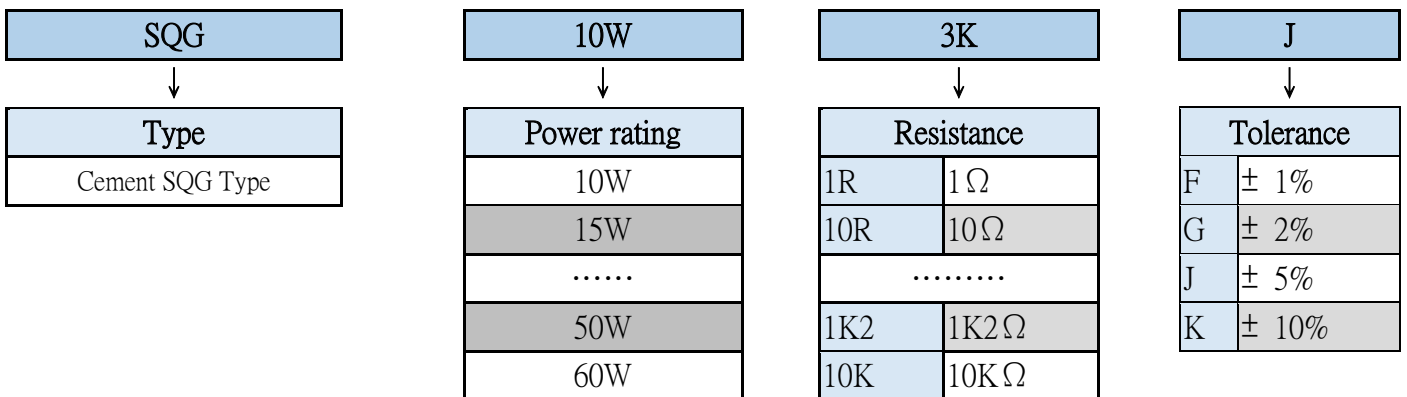 SQG 10W 3K J
Type Power rating Resistance Tolerance
Cement SQG Type 10W 1R 1Ω F ± 1%
15W 10R 10Ω G ± 2%
...... ......... J ± 5%
50W 1K2 1K2Ω K ± 10%
60W 10K 10KΩ